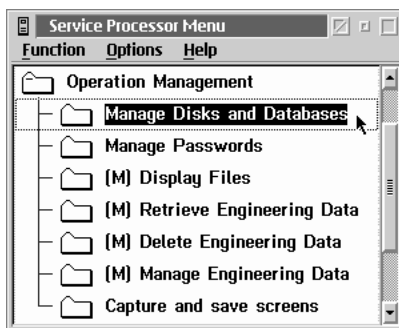 Service Processor Menu
Function Options Help
Operation Management
Manage Disks and Databases
Manage Passwords
(M) Display Files
(M) Retrieve Engineering Data
(M) Delete Engineering Data
(M) Manage Engineering Data
Capture and save screens